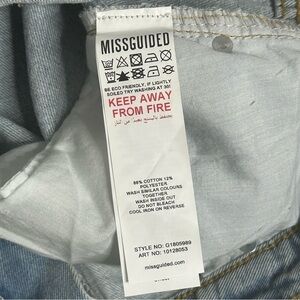 MISSGUIDED
BE ECO FRIENDLY, IF LIGHTLY
SOILED TRY WASHING AT 30!
KEEP AWAY
FROM FIRE
88% COTTON 12%
POLYESTER
WASH SIMILAR COLOURS
TOGETHER
WASH INSIDE OUT
DO NOT BLEACH
COOL IRON ON REVERSE
STYLE NO: G1805989
ART NO: 10128053
missguided.com